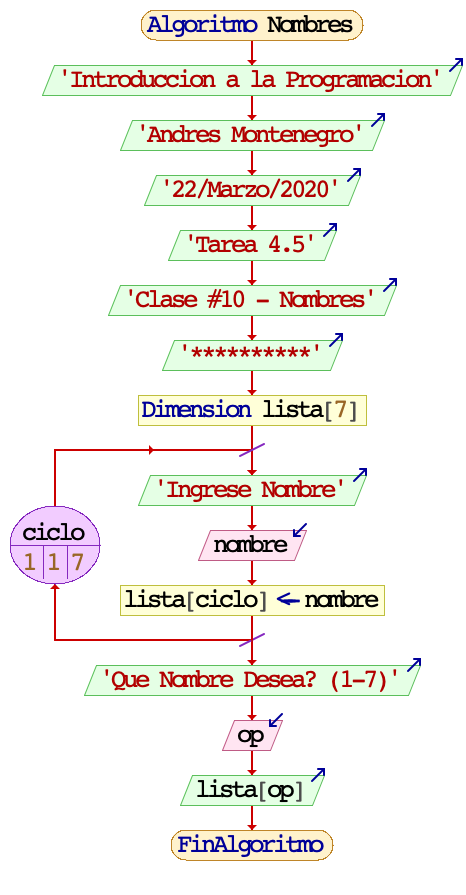 Algoritmo Nombres
'Introduccion a la Programacion'
'Andres Montenegro'
'22/Marzo/2020'
'Tarea 4.5'
'Clase #10 - Nombres'
'**********'
Dimension lista[7]
'Ingrese Nombre'
ciclo
1 1 7
nombre
lista[ciclo] ← nombre
'Que Nombre Desea? (1-7)'
op
lista[op]
FinAlgoritmo